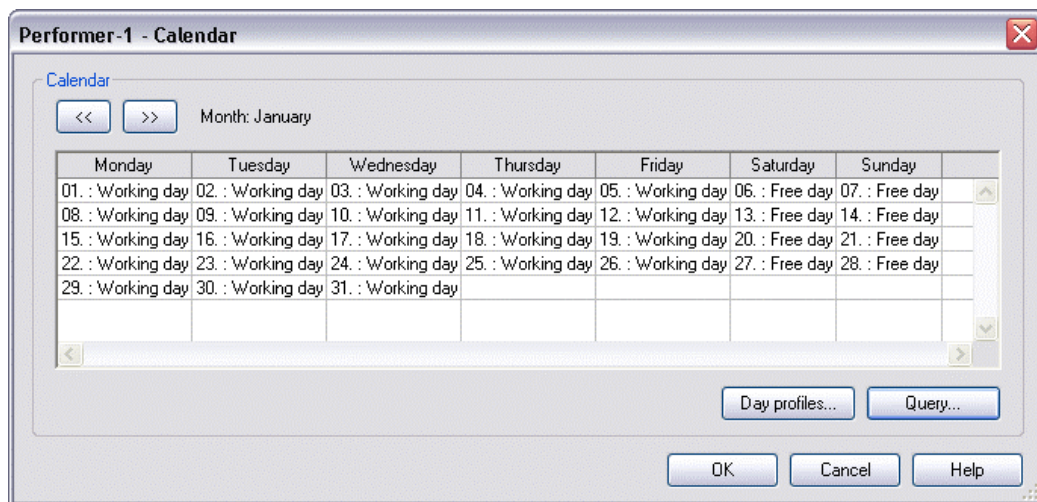 Performer-1 - Calendar
Calendar
<< >> Month: January
Monday Tuesday Wednesday Thursday Friday Saturday Sunday
01. : Working day 02. : Working day 03. : Working day 04. : Working day 05. : Working day 06. : Free day 07. : Free day
08. : Working day 09. : Working day 10. : Working day 11. : Working day 12. : Working day 13. : Free day 14. : Free day
15. : Working day 16. : Working day 17. : Working day 18. : Working day 19. : Working day 20. : Free day 21. : Free day
22. : Working day 23. : Working day 24. : Working day 25. : Working day 26. : Working day 27. : Free day 28. : Free day
29. : Working day 30. : Working day 31. : Working day
Day profiles... Query...
OK Cancel Help